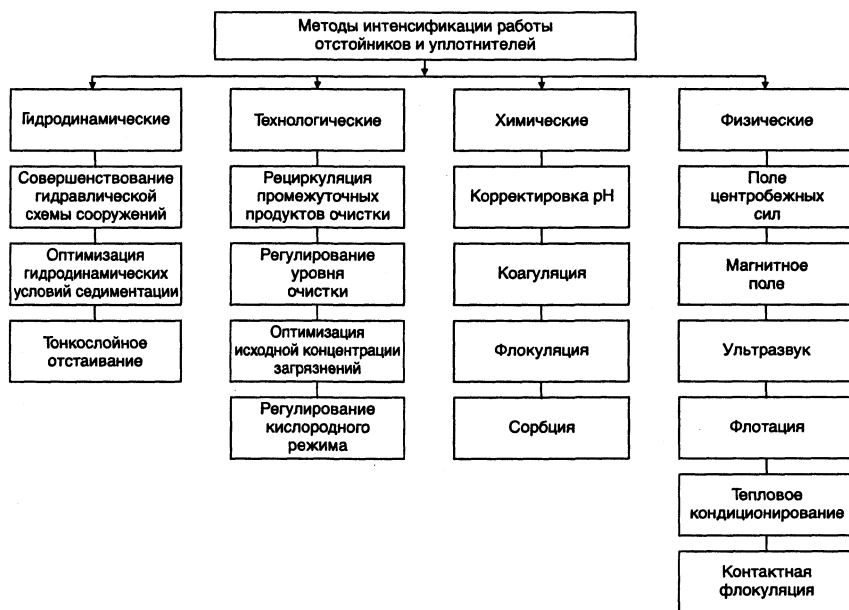 Методы интенсификации работы
отстойников и уплотнителей
Гидродинамические
Совершенствование
гидравлической
схемы сооружений
Оптимизация
гидродинамических
условий седиментации
Тонкослойное
отстаивание
Технологические
Рециркуляция
промежуточных
продуктов очистки
Регулирование
уровня
очистки
Оптимизация
исходной концентрации
загрязнений
Регулирование
кислородного
режима
Химические
Корректировка pH
Коагуляция
Флокуляция
Сорбция
Физические
Поле
центробежных
сил
Магнитное
поле
Ультразвук
Флотация
Тепловое
кондиционирование
Контактная
флокуляция